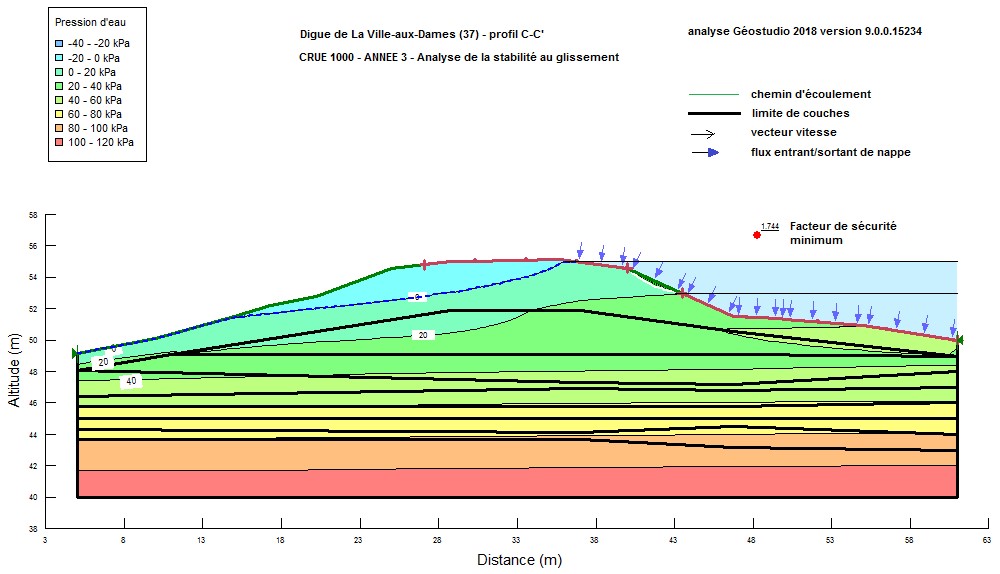 Pression d'eau
-40 - -20 kPa
-20 - 0 kPa
0 - 20 kPa
20 - 40 kPa
40 - 60 kPa
60 - 80 kPa
80 - 100 kPa
100 - 120 kPa
Digue de La Ville-aux-Dames (37) - profil C-C'
CRUE 1000 - ANNEE 3 - Analyse de la stabilité au glissement
analyse Géostudio 2018 version 9.0.0.15234
chemin d'écoulement
limite de couches
vecteur vitesse
flux entrant/sortant de nappe
1.744
Facteur de sécurité
minimum
58
56
54
52
50
48
46
44
42
40
38
Altitude (m)
0
0
20
20
40
3
8
13
18
23
28
33
38
43
48
53
58
63
Distance (m)